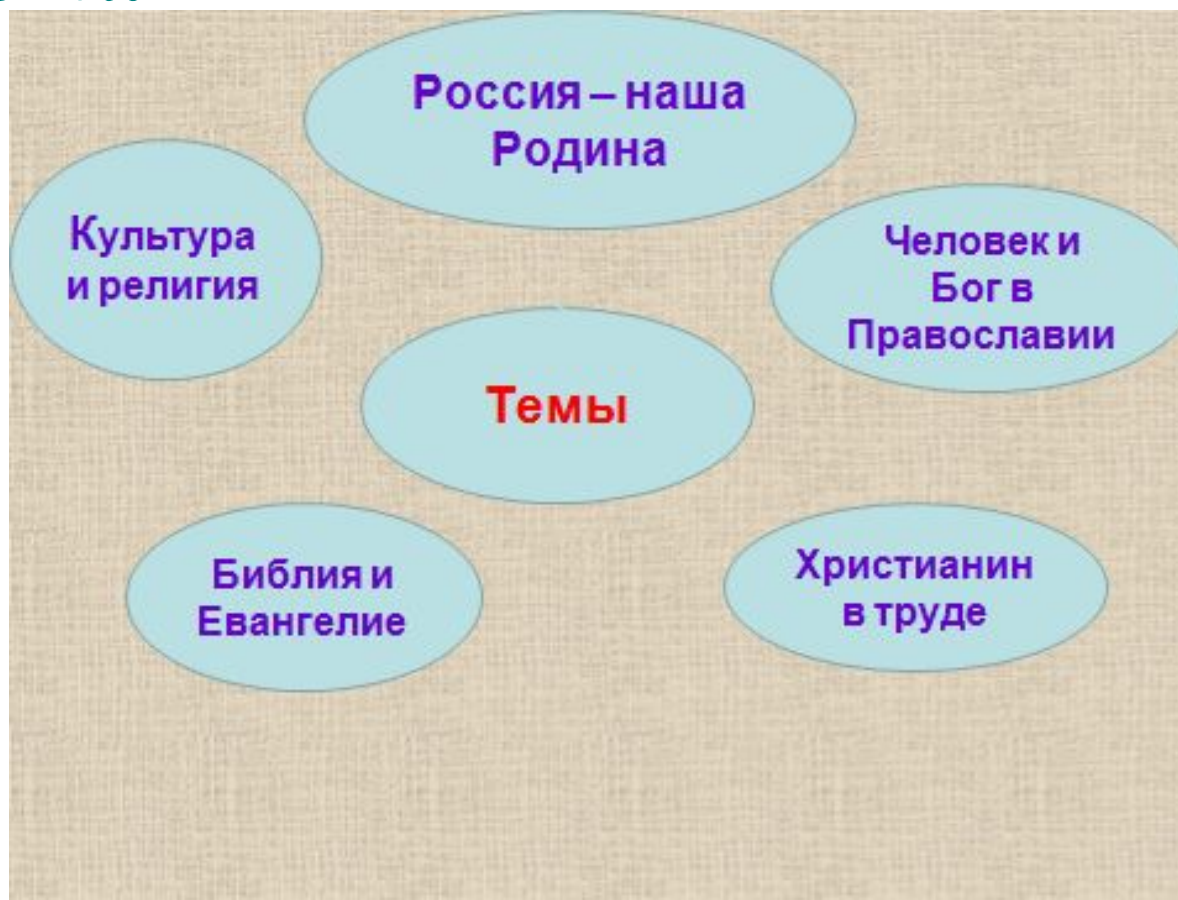 Россия – наша
Родина
Культура
и религия
Человек и
Бог в
Православии
Темы
Библия и
Евангелие
Христианин
в труде